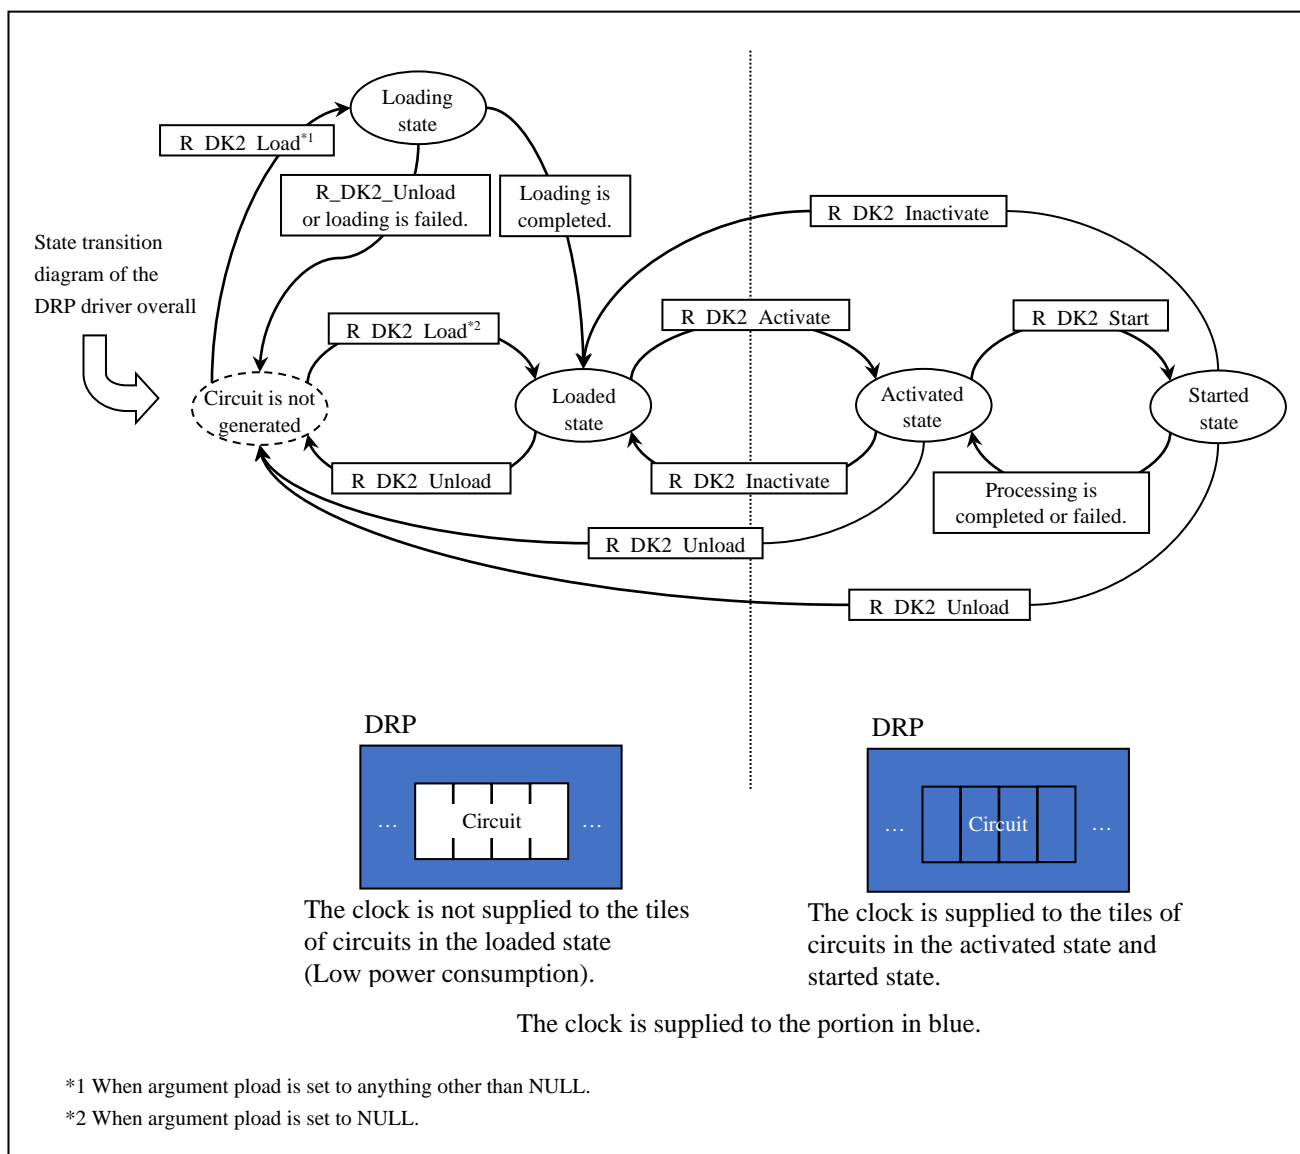 Loading
state
R_DK2_Load*1
R_DK2_Unload
or loading is failed.
Loading is
completed.
R_DK2_Inactivate
State transition
diagram of the
DRP driver overall
R_DK2_Load*2
R_DK2_Activate
R_DK2_Start
Circuit is not
generated
Loaded
state
Activated
state
Started
state
R_DK2_Unload
R_DK2_Inactivate
Processing is
completed or failed.
R_DK2_Unload
R_DK2_Unload
DRP
... Circuit ...
The clock is not supplied to the tiles
of circuits in the loaded state
(Low power consumption).
DRP
... Circuit ...
The clock is supplied to the tiles of
circuits in the activated state and
started state.
The clock is supplied to the portion in blue.
*1 When argument pload is set to anything other than NULL.
*2 When argument pload is set to NULL.